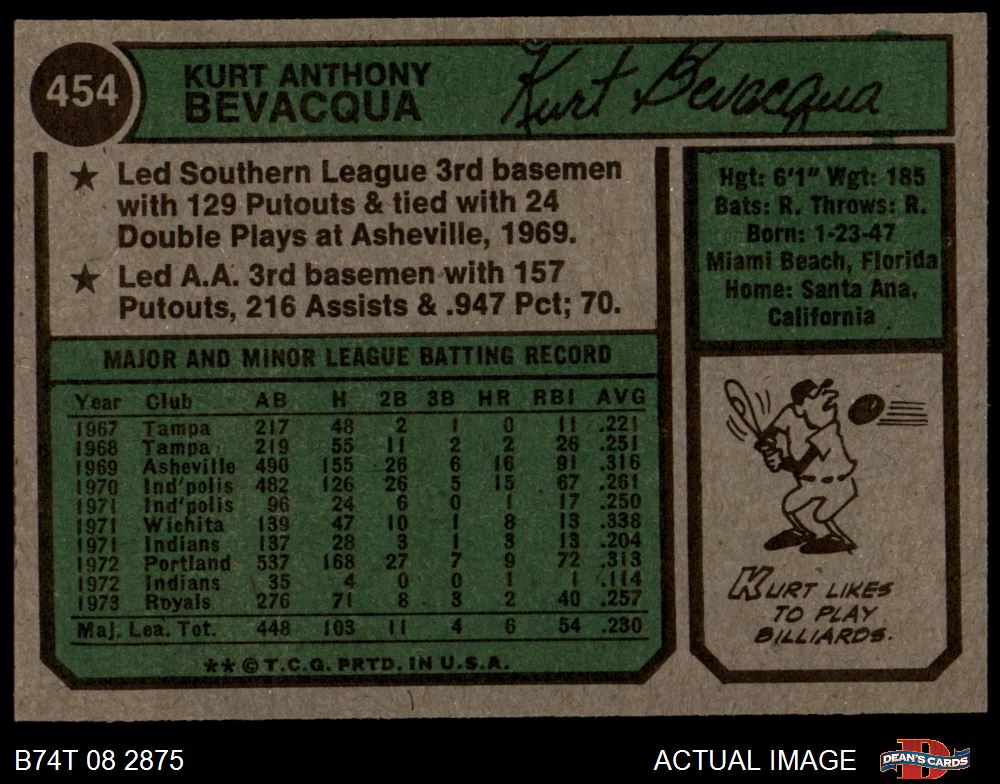 454
KURT ANTHONY
BEVACQUA
Kurt Bevacqua
★ Led Southern League 3rd basemen
with 129 Putouts & tied with 24
Double Plays at Asheville, 1969.
★ Led A.A. 3rd basemen with 157
Putouts, 216 Assists & .947 Pct; 70.
Hgt: 6'1" Wgt: 185
Bats: R. Throws: R.
Born: 1-23-47
Miami Beach, Florida
Home: Santa Ana,
California
MAJOR AND MINOR LEAGUE BATTING RECORD
Year Club AB H 2B 3B HR RBI AVG
1967 Tampa 217 48 2 1 0 11 .221
1968 Tampa 219 55 11 2 2 26 .251
1969 Asheville 490 155 26 6 16 91 .316
1970 Ind'polis 482 126 26 5 15 67 .261
1971 Ind'polis 96 24 6 0 1 17 .250
1971 Wichita 139 47 10 1 8 13 .338
1971 Indians 137 28 3 1 3 13 .204
1972 Portland 537 168 27 7 9 72 .313
1972 Indians 35 4 0 0 1 1 .114
1973 Royals 276 71 8 3 2 40 .257
Maj. Lea. Tot. 448 103 11 4 6 54 .230
** © T.C.G. PRTD. IN U.S.A.
KURT LIKES
TO PLAY
BILLIARDS.
B74T 08 2875
ACTUAL IMAGE
DEAN'S CARDS